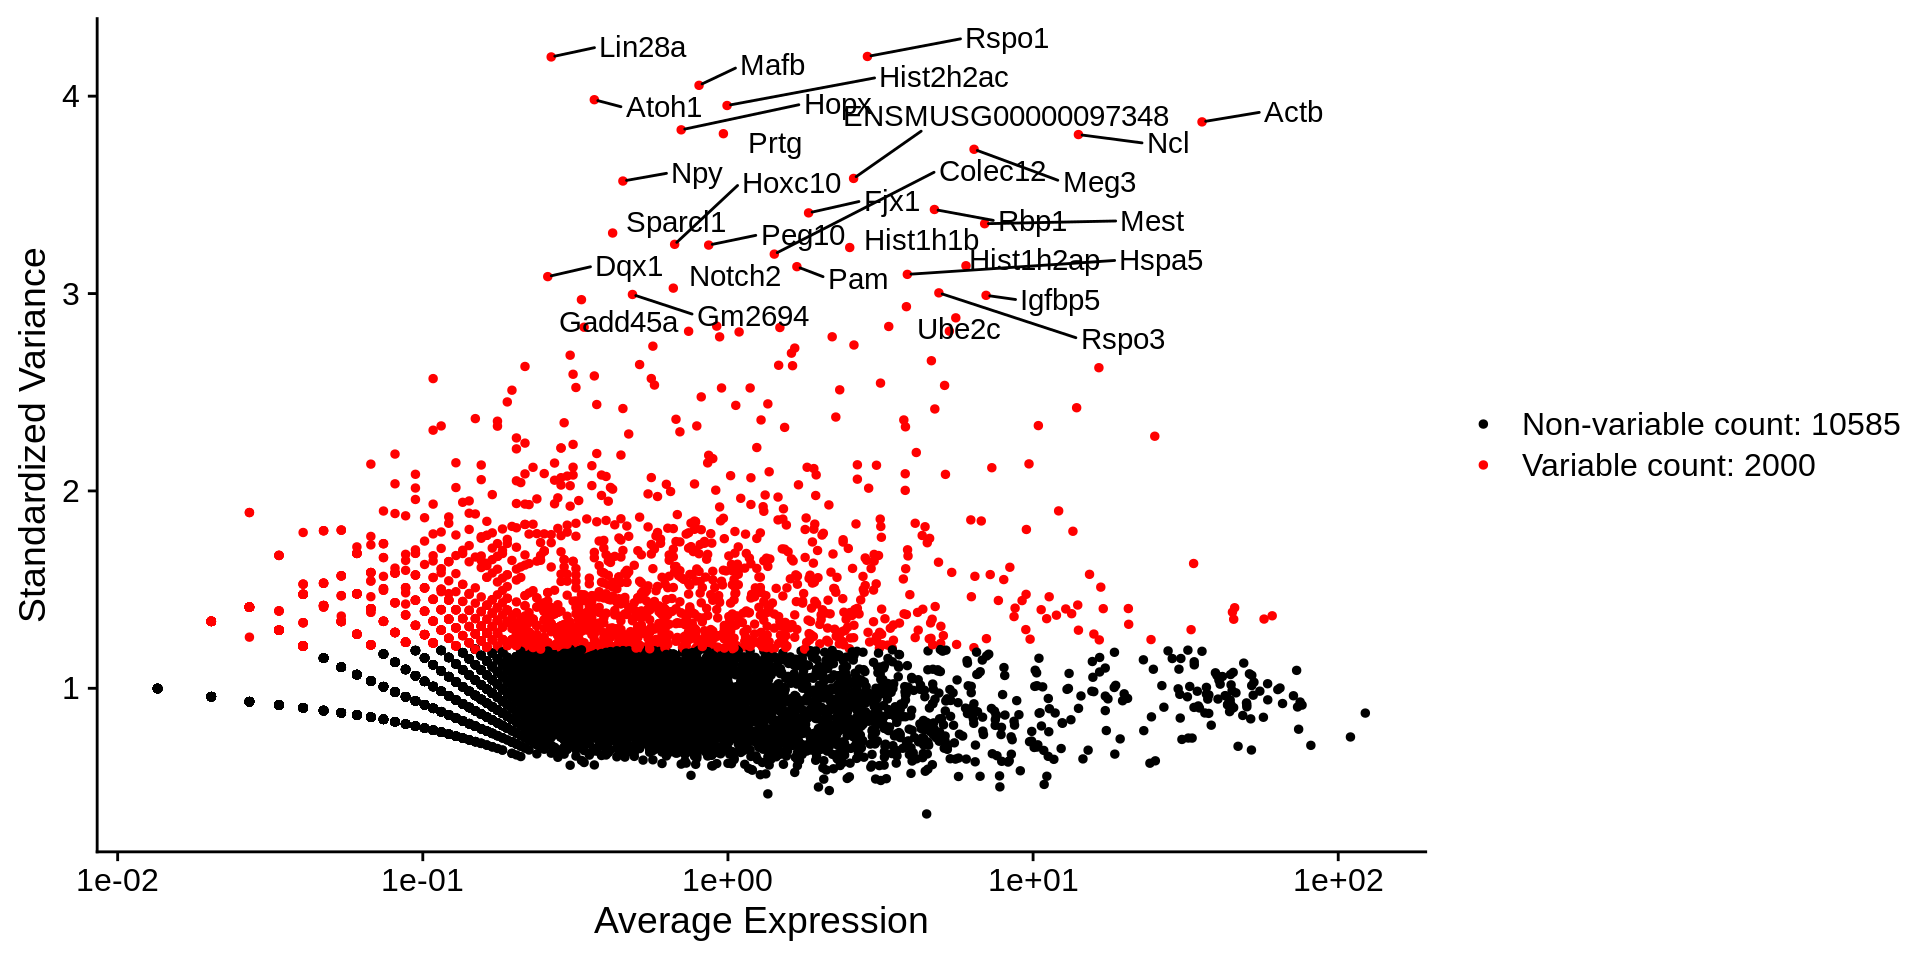 Lin28a
Rspo1
Mafb
Hist2h2ac
Atoh1
Hopx
ENSMUSG00000097348
Actb
Prtg
Ncl
Npy
Hoxc10
Colec12
Meg3
Fjx1
Sparcl1
Rbp1
Mest
Peg10
Hist1h1b
Dqx1
Notch2
Pam
Hist1h2ap
Hspa5
Igfbp5
Gadd45a
Gm2694
Ube2c
Rspo3
4
3
2
1
Standardized Variance
1e-02
1e-01
1e+00
1e+01
1e+02
Average Expression
Non-variable count: 10585
Variable count: 2000